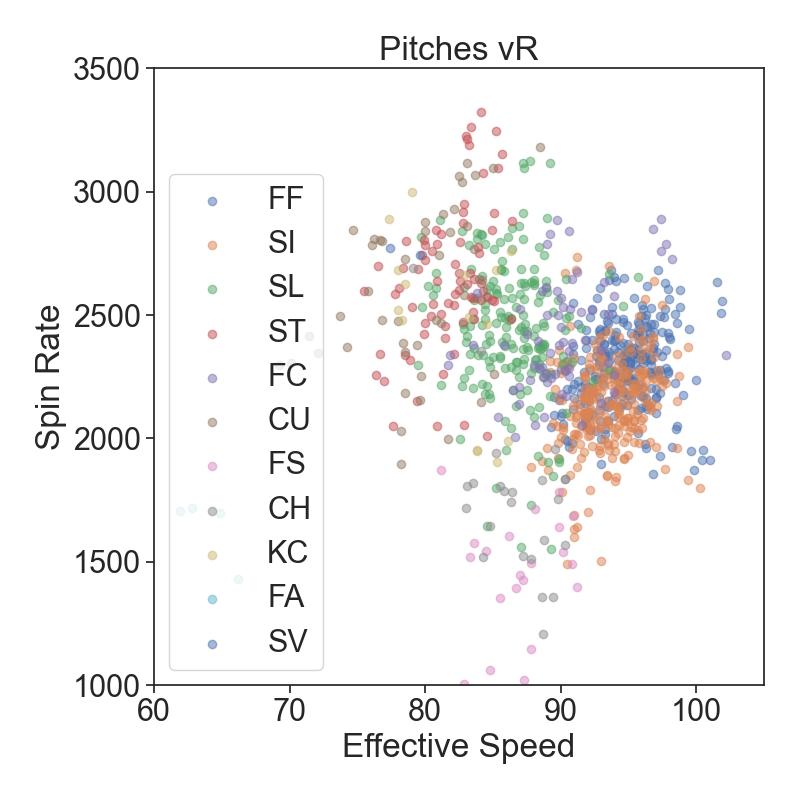 Pitches vR
3500
3000
2500
2000
1500
1000
Spin Rate
FF
SI
SL
ST
FC
CU
FS
CH
KC
FA
SV
60 70 80 90 100
Effective Speed